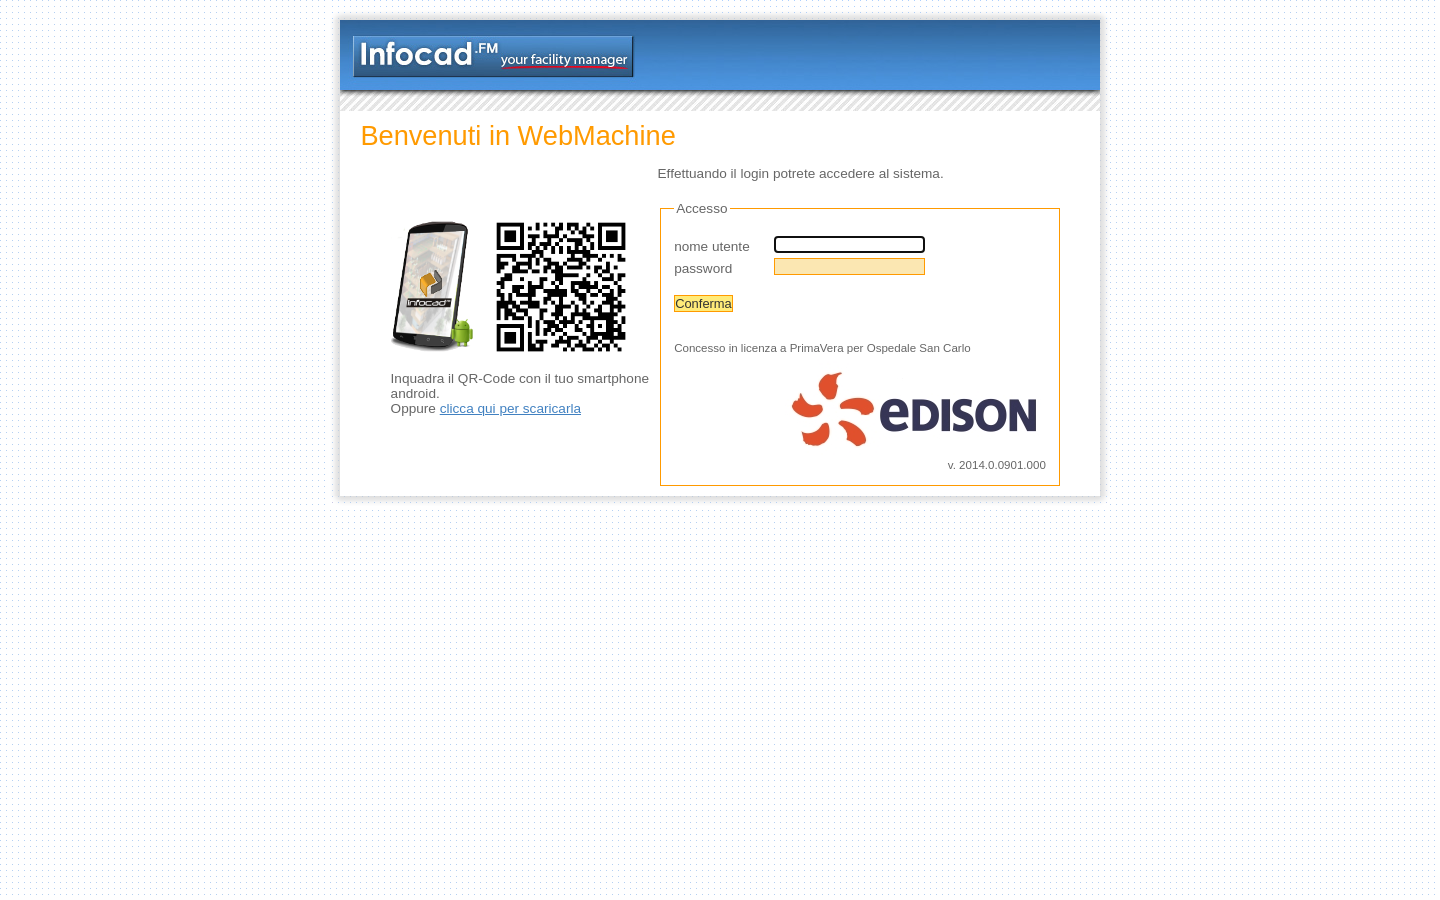 Infocad.FM your facility manager
Benvenuti in WebMachine
Effettuando il login potrete accedere al sistema.
Accesso
nome utente
password
Conferma
Infocad™
Inquadra il QR-Code con il tuo smartphone
android.
Oppure clicca qui per scaricarla
Concesso in licenza a PrimaVera per Ospedale San Carlo
EDISON
v. 2014.0.0901.000